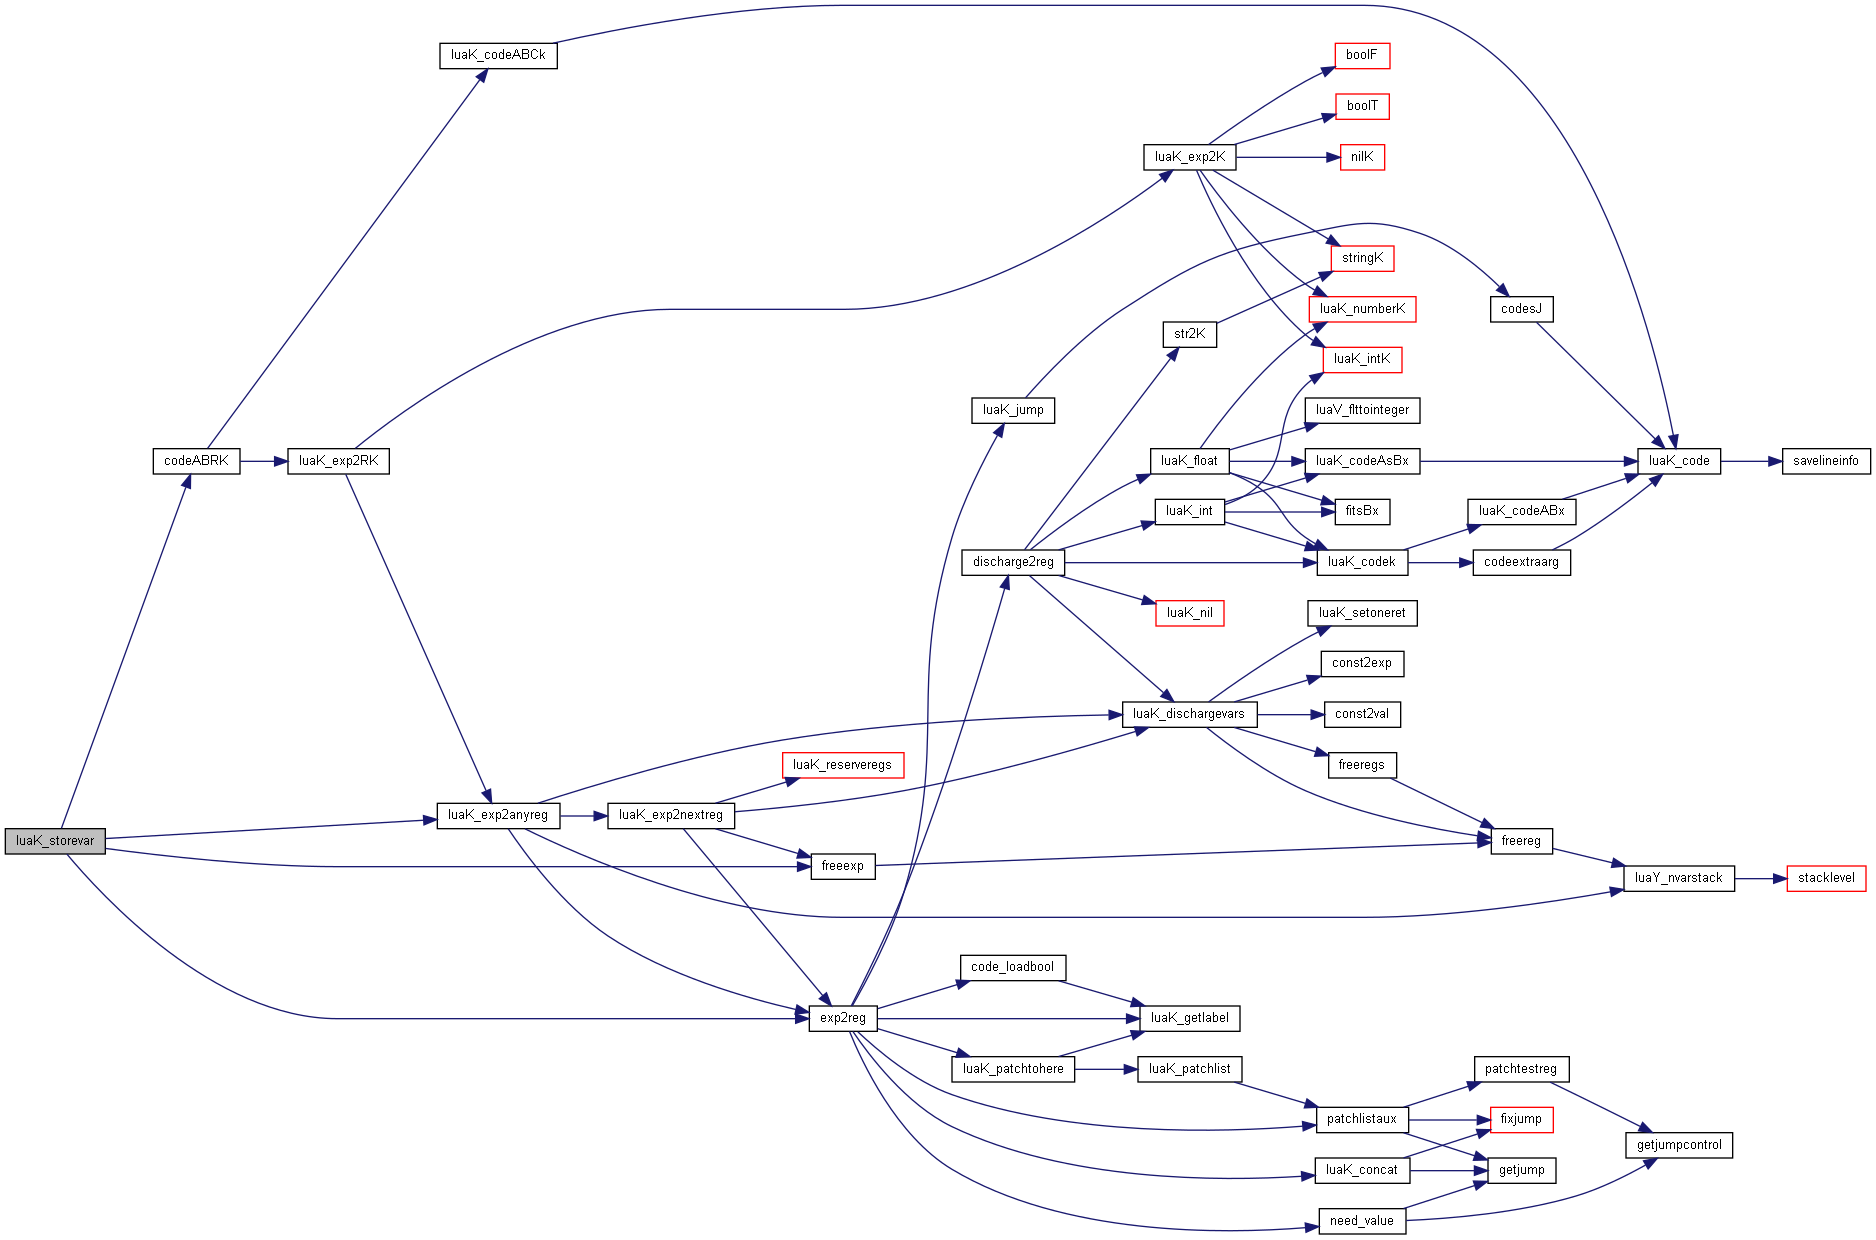 luaK_codeABCk
boolF
boolT
luaK_exp2K
nilK
stringK
luaK_numberK
codesJ
str2K
luaK_intK
luaK_jump
luaV_flttointeger
codeABRK
luaK_exp2RK
luaK_float
luaK_codeAsBx
luaK_code
savelineinfo
luaK_int
fitsBx
luaK_codeABx
discharge2reg
luaK_codek
codeextraarg
luaK_nil
luaK_setoneret
const2exp
luaK_dischargevars
const2val
luaK_reserveregs
freeregs
luaK_exp2anyreg
luaK_exp2nextreg
luaK_storevar
freereg
freeexp
luaY_nvarstack
stacklevel
code_loadbool
exp2reg
luaK_getlabel
luaK_patchtohere
luaK_patchlist
patchtestreg
patchlistaux
fixjump
getjumpcontrol
luaK_concat
getjump
need_value